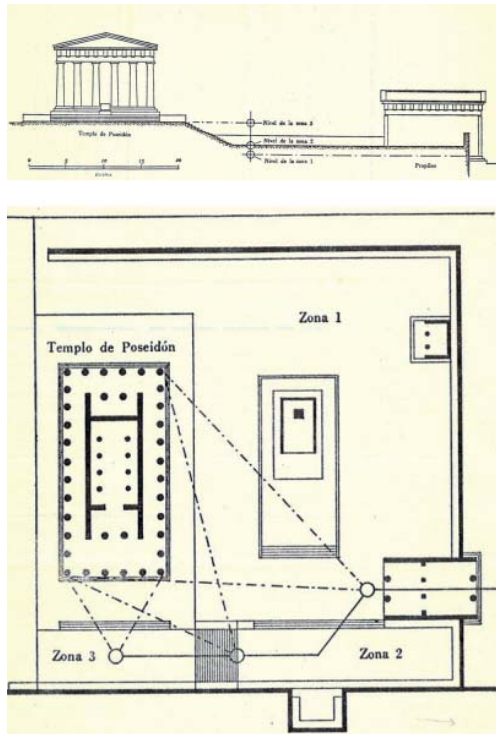 Nivel de la zona 3
Templo de Poseidón
Nivel de la zona 2
0 5 10 15 20
Nivel de la zona 1
Propileo
Zona 1
Templo de Poseidón
Zona 3
Zona 2